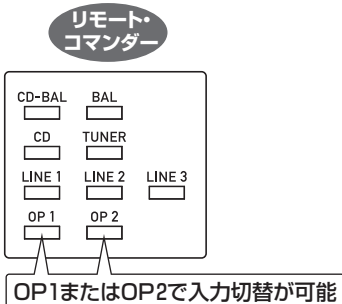 リモート・
コマンダー
CD-BAL BAL
CD TUNER
LINE 1 LINE 2 LINE 3
OP 1 OP 2
OP1またはOP2で入力切替が可能